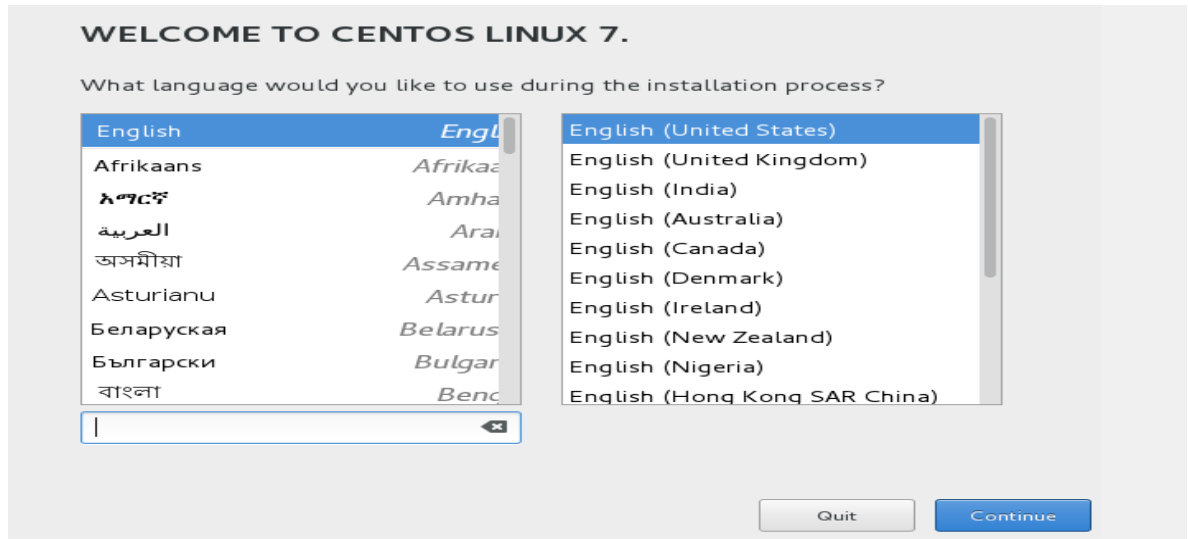 WELCOME TO CENTOS LINUX 7.
What language would you like to use during the installation process?
English Engl
Afrikaans Afrikaa
አማርኛ Amha
العربية Ara
অসমীয়া Assame
Asturianu Astur
Беларуская Belarus
Български Bulgar
বাংলা Beng
English (United States)
English (United Kingdom)
English (India)
English (Australia)
English (Canada)
English (Denmark)
English (Ireland)
English (New Zealand)
English (Nigeria)
English (Hong Kong SAR China)
Quit Continue